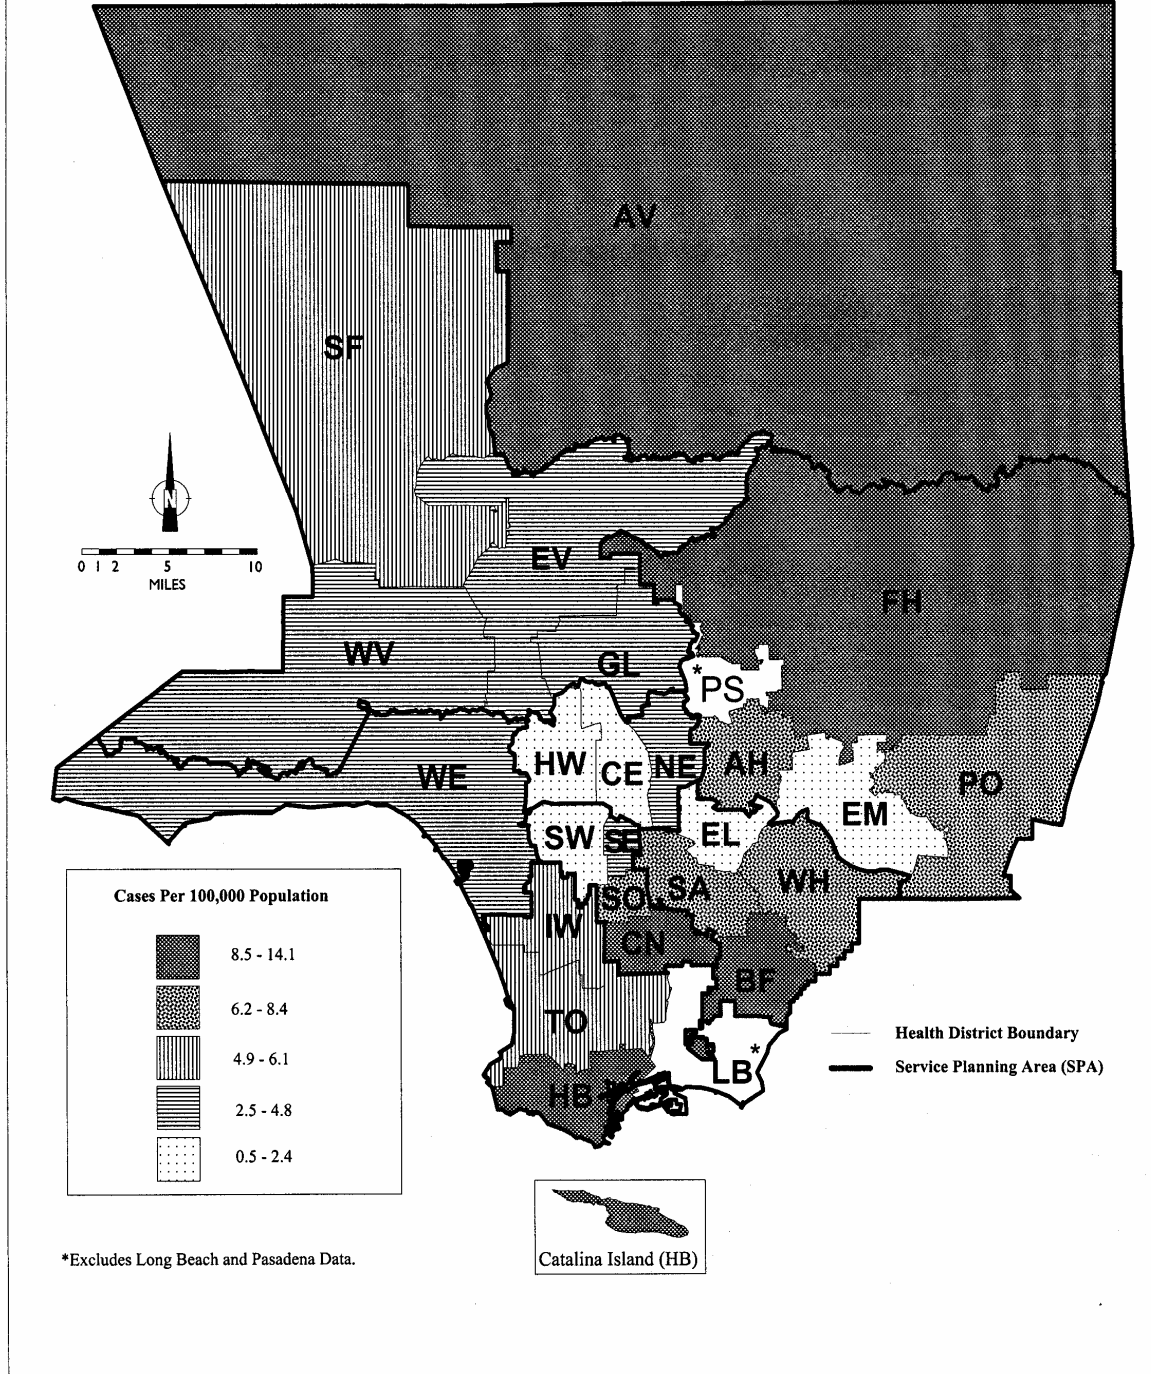 AV
SF
N
0 1 2 5 10
MILES
EV
FH
WV
GL
*
PS
HW
CE
NE
AH
WE
PO
EM
SW
SE
EL
SO
SA
WH
IW
CN
BF
TO
*
LB
HB
Cases Per 100,000 Population
8.5 - 14.1
6.2 - 8.4
4.9 - 6.1
2.5 - 4.8
0.5 - 2.4
Health District Boundary
Service Planning Area (SPA)
*Excludes Long Beach and Pasadena Data.
Catalina Island (HB)